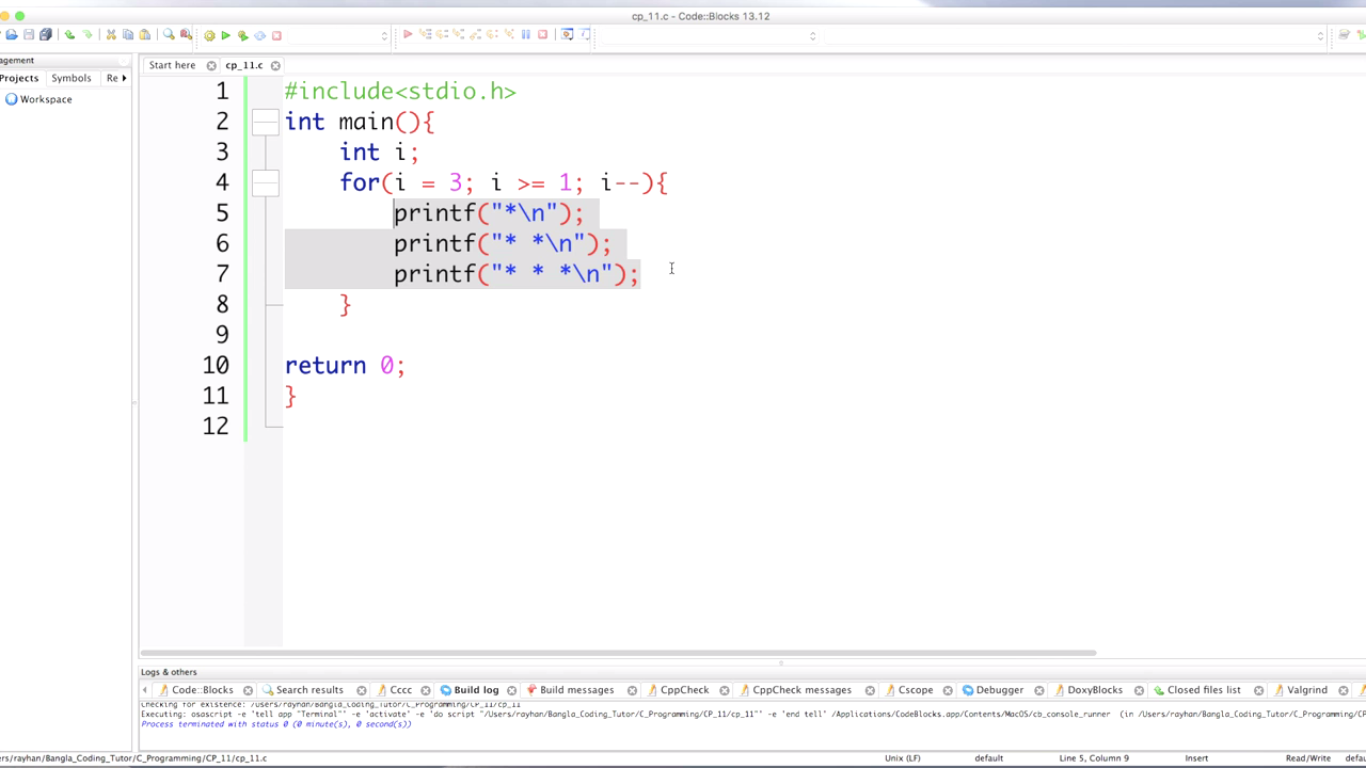 cp_11.c - Code::Blocks 13.12
agement
Projects Symbols Re
Workspace
Start here cp_11.c
1 #include<stdio.h>
2 int main(){
3 int i;
4 for(i = 3; i >= 1; i--){
5 printf("*\n");
6 printf("* *\n");
7 printf("* * *\n");
8 }
9
10 return 0;
11 }
12
Logs & others
Code::Blocks Search results Cccc Build log Build messages CppCheck CppCheck messages Cscope Debugger DoxyBlocks Closed files list Valgrind
Checking for existence: /Users/rayhan/Bangla_Coding_Tutor/C_Programming/CP_11/cp_11
Executing: osascript -e 'tell app "Terminal"' -e 'activate' -e 'do script "/Users/rayhan/Bangla_Coding_Tutor/C_Programming/CP_11/cp_11"' -e 'end tell' /Applications/CodeBlocks.app/Contents/MacOS/cb_console_runner (in /Users/rayhan/Bangla_Coding_Tutor/C_Programming/CP
Process terminated with status 0 (0 minute(s), 0 second(s))
ers/rayhan/Bangla_Coding_Tutor/C_Programming/CP_11/cp_11.c Unix (LF) default Line 5, Column 9 Insert Read/Write defau